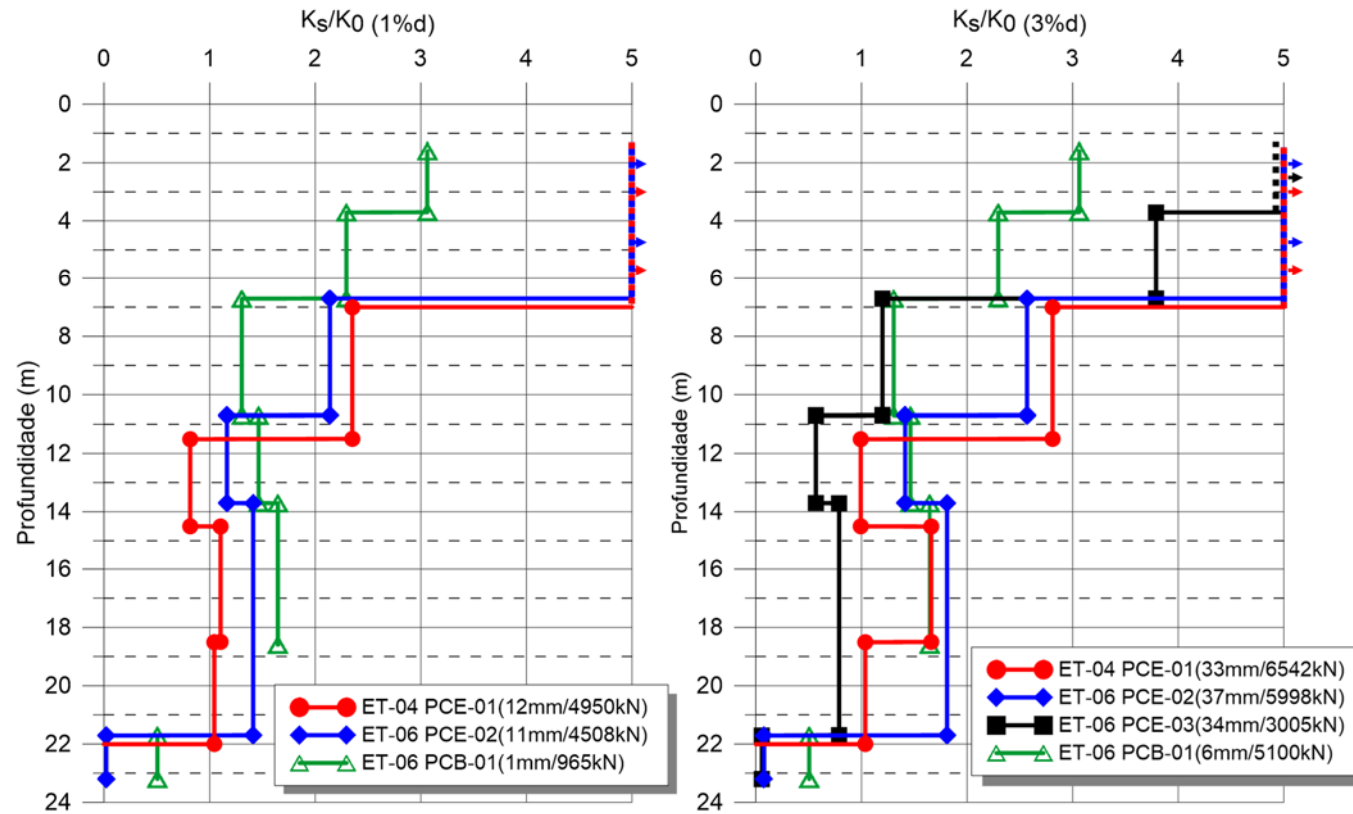 Ks/K0 (1%d)
0 1 2 3 4 5
Profundidade (m)
0
2
4
6
8
10
12
14
16
18
20
22
24
ET-04 PCE-01(12mm/4950kN)
ET-06 PCE-02(11mm/4508kN)
ET-06 PCB-01(1mm/965kN)
Ks/K0 (3%d)
0 1 2 3 4 5
Profundidade (m)
0
2
4
6
8
10
12
14
16
18
20
22
24
ET-04 PCE-01(33mm/6542kN)
ET-06 PCE-02(37mm/5998kN)
ET-06 PCE-03(34mm/3005kN)
ET-06 PCB-01(6mm/5100kN)